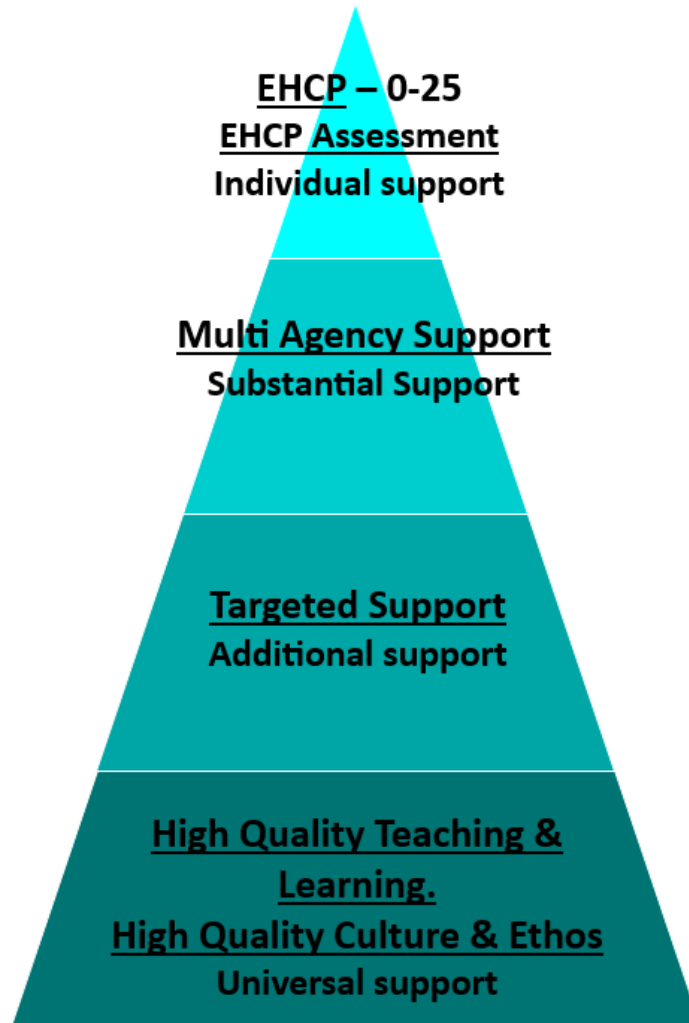 EHCP – 0-25
EHCP Assessment
Individual support
Multi Agency Support
Substantial Support
Targeted Support
Additional support
High Quality Teaching &
Learning.
High Quality Culture & Ethos
Universal support